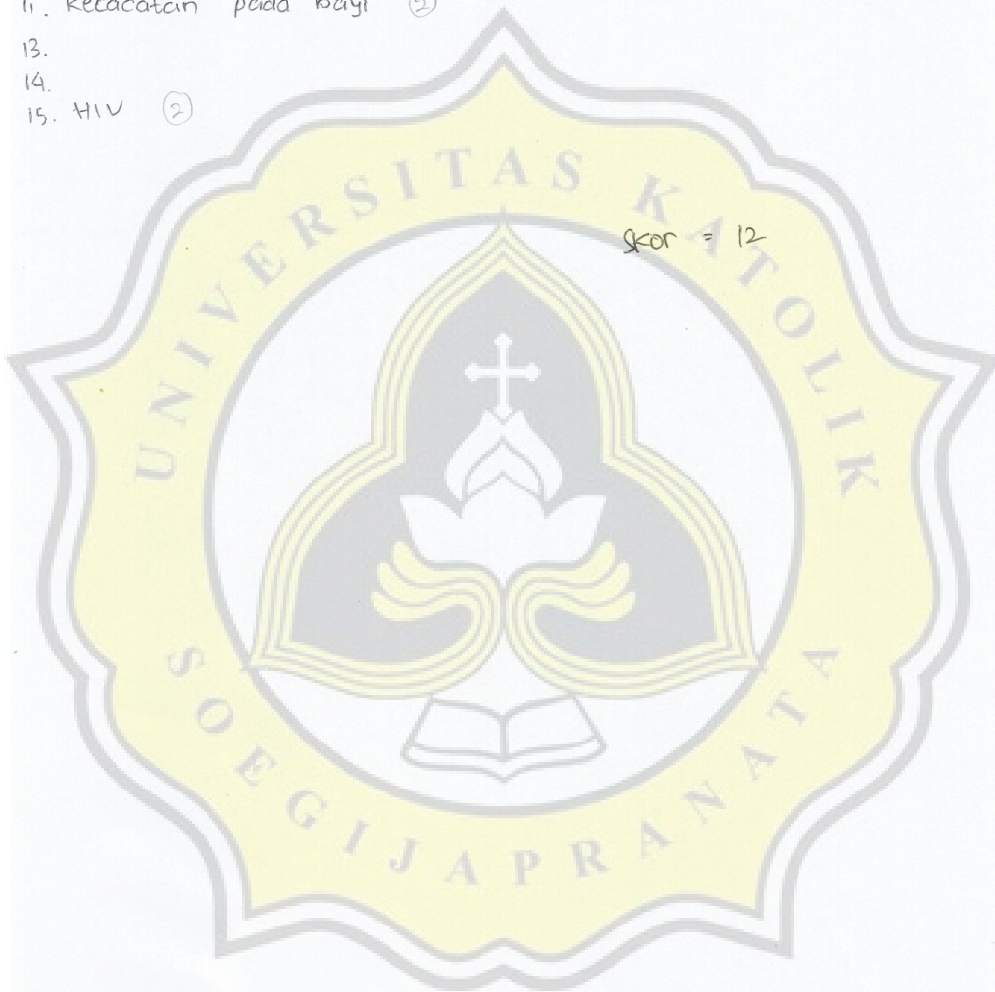 11. Kecacatan pada bayi 2
13.
14.
15. HIV 2
Skor = 12
UNIVERSITAS KATOLIK
SOEGIJAPRANATA